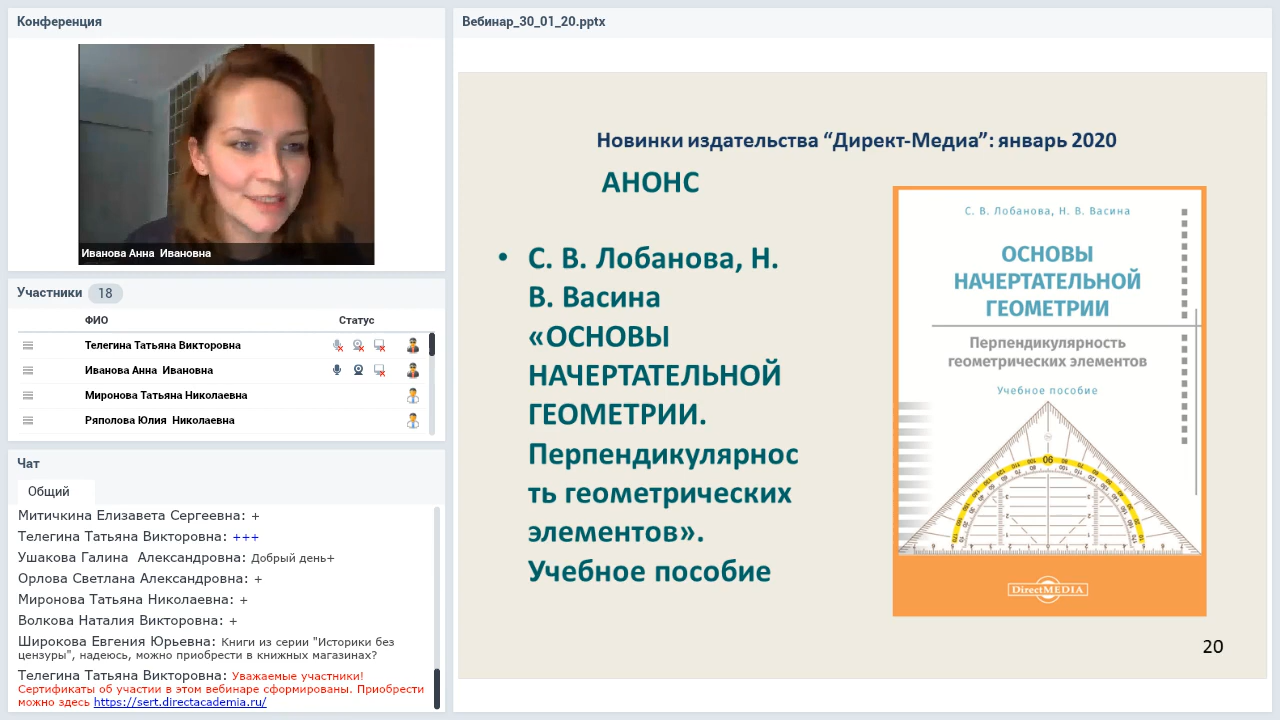 Конференция
Иванова Анна  Ивановна
Участники 18
ФИО Статус
Телегина Татьяна Викторовна
Иванова Анна  Ивановна
Миронова Татьяна Николаевна
Ряполова Юлия  Николаевна
Чат
Общий
Митичкина Елизавета Сергеевна: +
Телегина Татьяна Викторовна: +++
Ушакова Галина  Александровна: Добрый день+
Орлова Светлана Александровна: +
Миронова Татьяна Николаевна: +
Волкова Наталия Викторовна: +
Широкова Евгения Юрьевна: Книги из серии "Историки без
цензуры", надеюсь, можно приобрести в книжных магазинах?
Телегина Татьяна Викторовна: Уважаемые участники!
Сертификаты об участии в этом вебинаре сформированы. Приобрести
можно здесь https://sert.directacademia.ru/
Вебинар_30_01_20.pptx
Новинки издательства “Директ-Медиа”: январь 2020
АНОНС
• С. В. Лобанова, Н.
В. Васина
«ОСНОВЫ
НАЧЕРТАТЕЛЬНОЙ
ГЕОМЕТРИИ.
Перпендикулярнос
ть геометрических
элементов».
Учебное пособие
С. В. Лобанова, Н. В. Васина
ОСНОВЫ
НАЧЕРТАТЕЛЬНОЙ
ГЕОМЕТРИИ
Перпендикулярность
геометрических элементов
Учебное пособие
90
DirectMEDIA
20